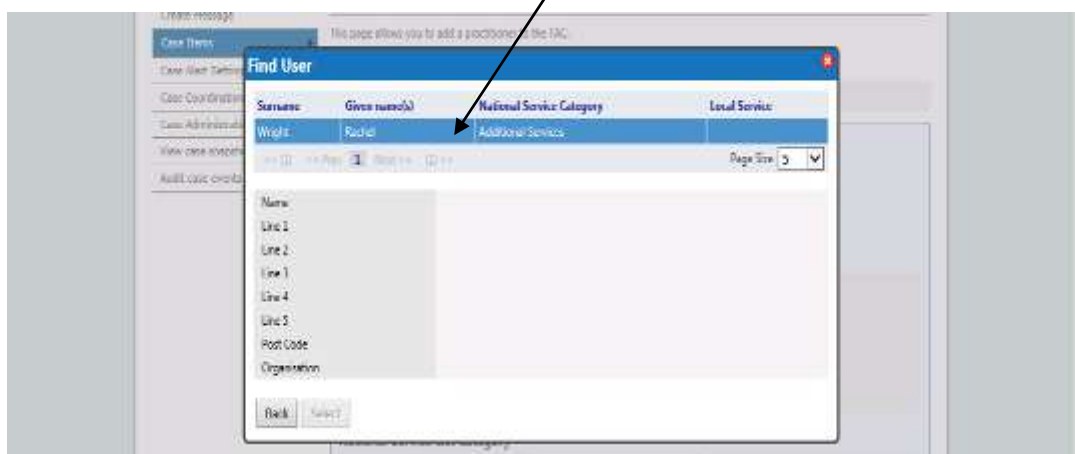 Create Message
This page allows you to add a practitioner to the TAC.
Case Items
Case Alert
Find User
Case Coordination
Surname Given name(s) National Service Category Local Service
Case
Wright Rachel Additional Services
View case
<< Prev 1 Next >> Page Size 5
Audit case events
Name
Line 1
Line 2
Line 3
Line 4
Line 5
Post Code
Organisation
Back Select